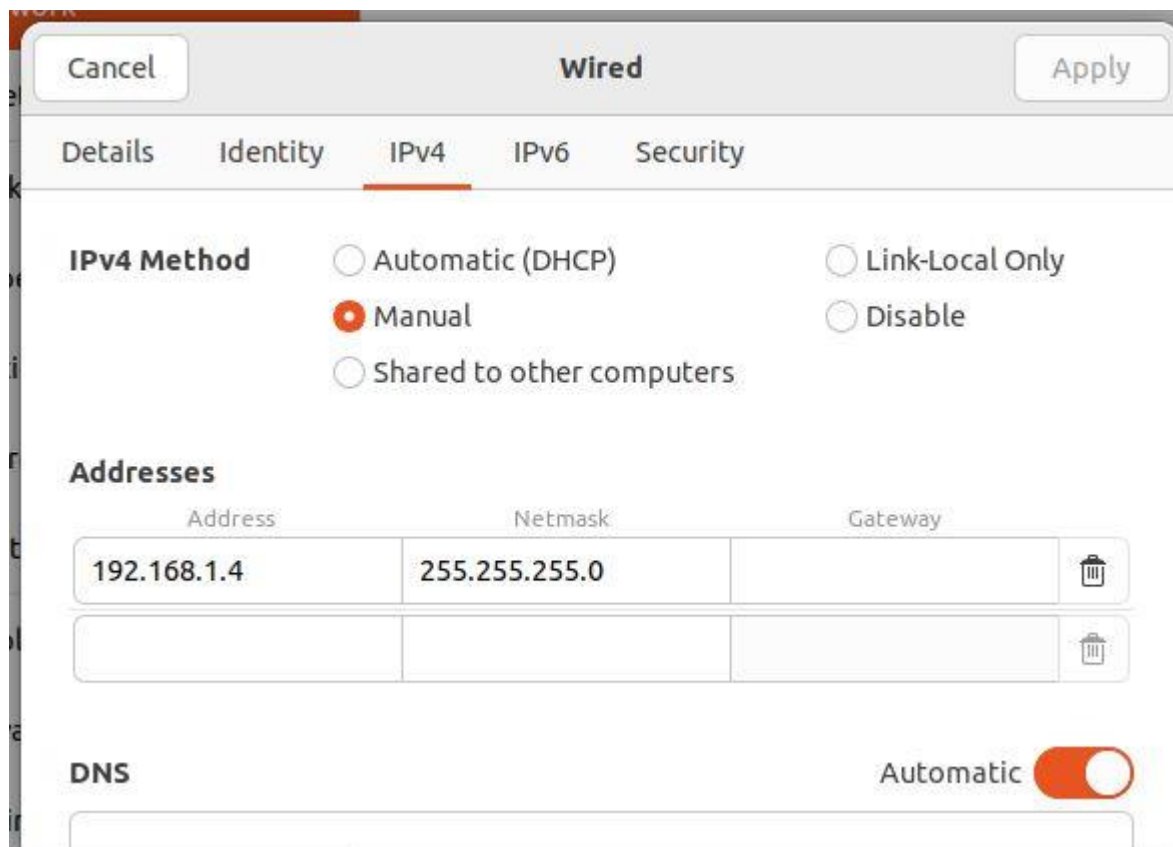 Cancel Wired Apply
Details Identity IPv4 IPv6 Security
IPv4 Method Automatic (DHCP) Link-Local Only
Manual Disable
Shared to other computers
Addresses
Address Netmask Gateway
192.168.1.4 255.255.255.0
DNS Automatic